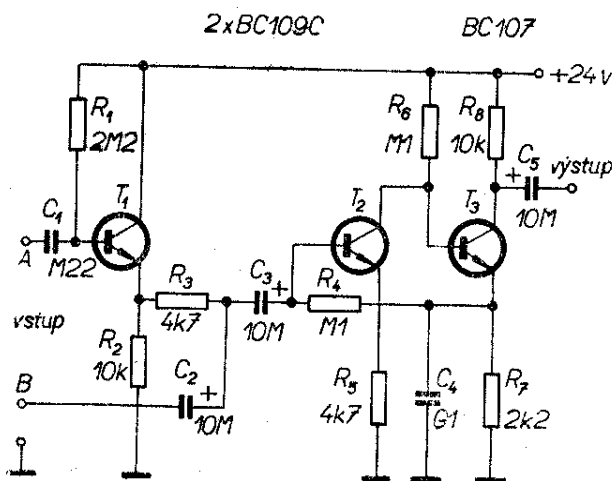 2xBC109C
BC107
+24V
R1
2M2
R6
M1
R8
10k
C5
+
výstup
10M
C1
T1
T2
T3
A
M22
R3
4k7
C3
+
10M
R4
M1
vstup
R2
10k
C2
+
10M
B
R5
4k7
C4
G1
R7
2k2